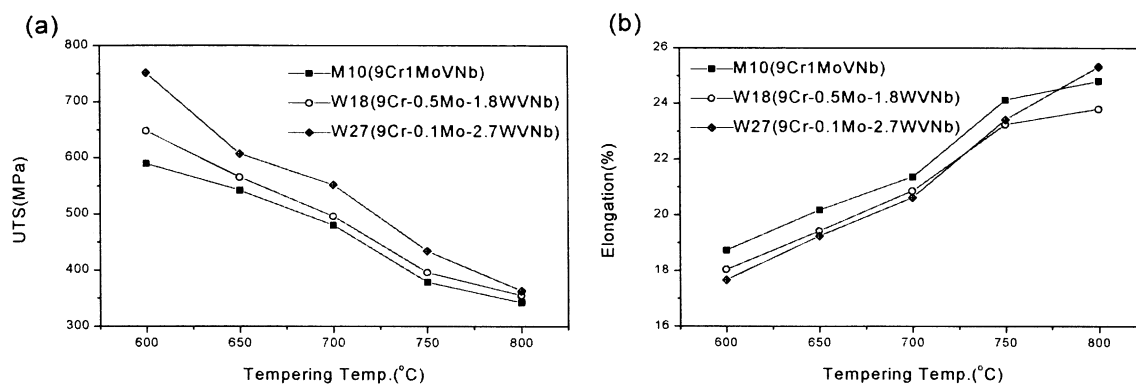 (a)
800
700
600
500
400
300
UTS(MPa)
M10(9Cr1MoVNb)
W18(9Cr-0.5Mo-1.8WVNb)
W27(9Cr-0.1Mo-2.7WVNb)
600
650
700
750
800
Tempering Temp.(°C)
(b)
26
24
22
20
18
16
Elongation(%)
M10(9Cr1MoVNb)
W18(9Cr-0.5Mo-1.8WVNb)
W27(9Cr-0.1Mo-2.7WVNb)
600
650
700
750
800
Tempering Temp.(°C)